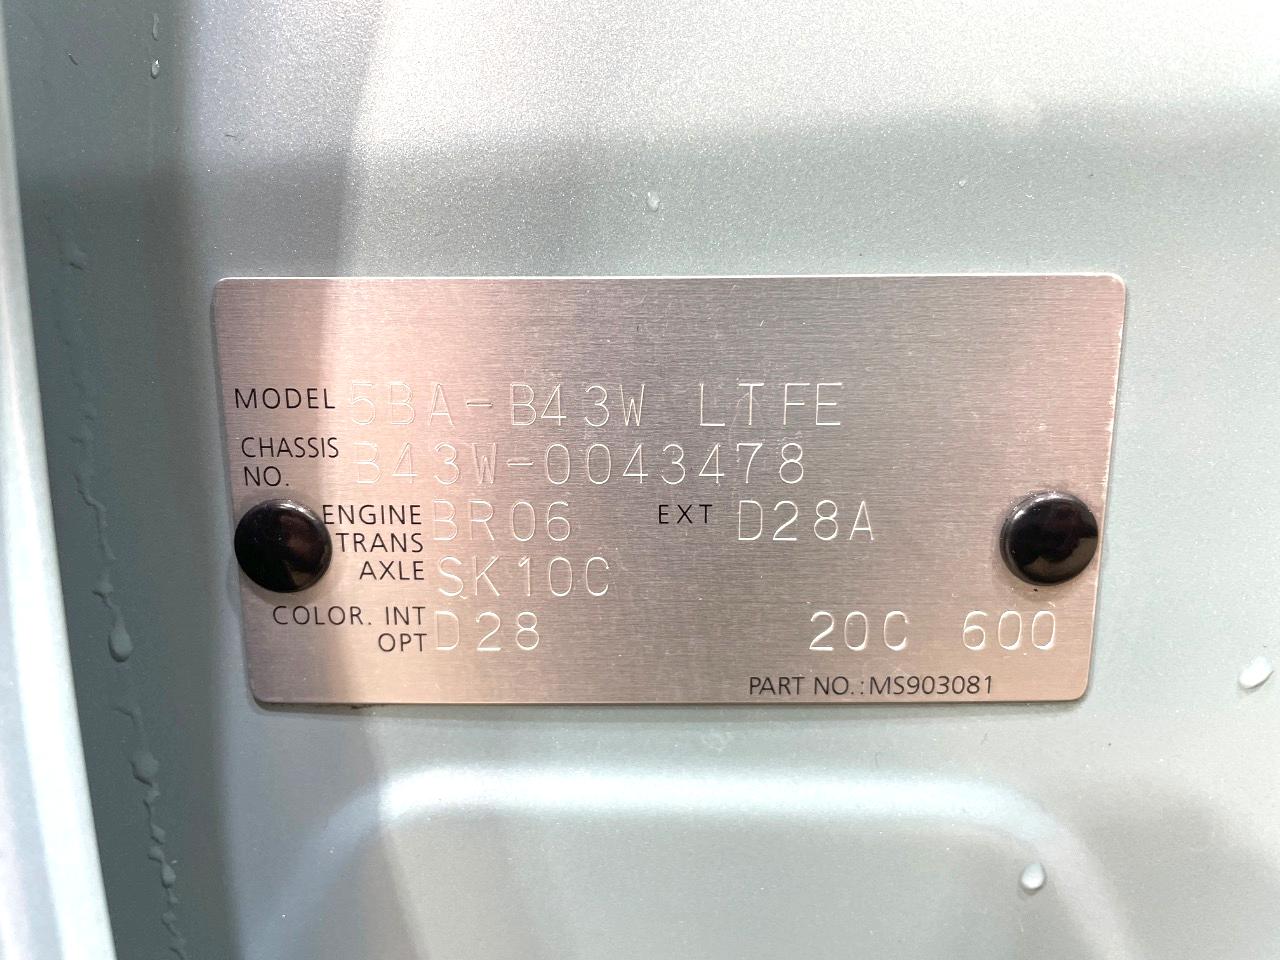 MODEL 5BA-B43W LTFE
CHASSIS NO. B43W-0043478
ENGINE BR06 EXT D28A
TRANS AXLE SK10C
COLOR. INT OPT D28 20C 600
PART NO.:MS903081